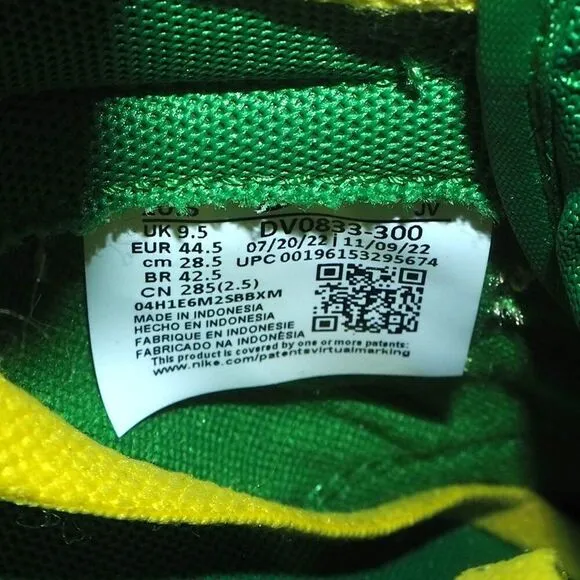 JV
UK 9.5 DV0833-300
EUR 44.5 07/20/22 | 11/09/22
cm 28.5 UPC 00196153295674
BR 42.5
CN 285(2.5)
04H1E6M2SBBXM
MADE IN INDONESIA
HECHO EN INDONESIA
FABRIQUE EN INDONESIE
FABRICADO NA INDONÉSIA
This product is covered by one or more patents:
www.nike.com/patentsvirtualmarking